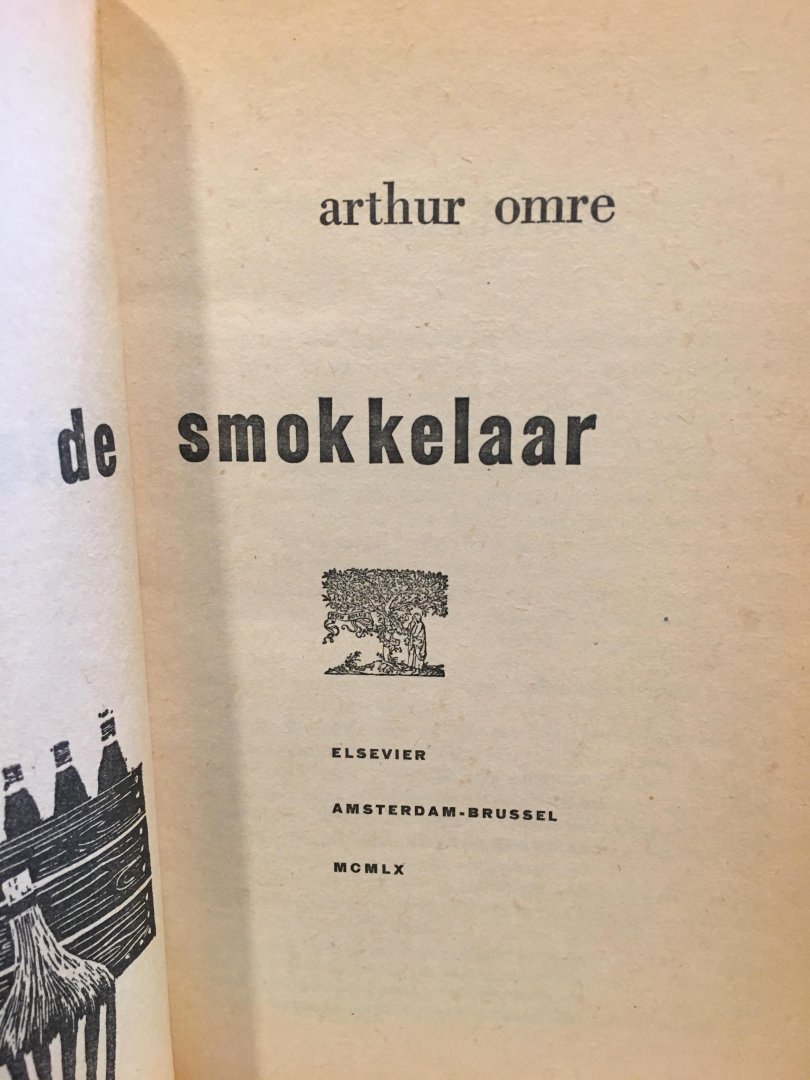 arthur omre
de smokkelaar
ELSEVIER
AMSTERDAM-BRUSSEL
MCMLX